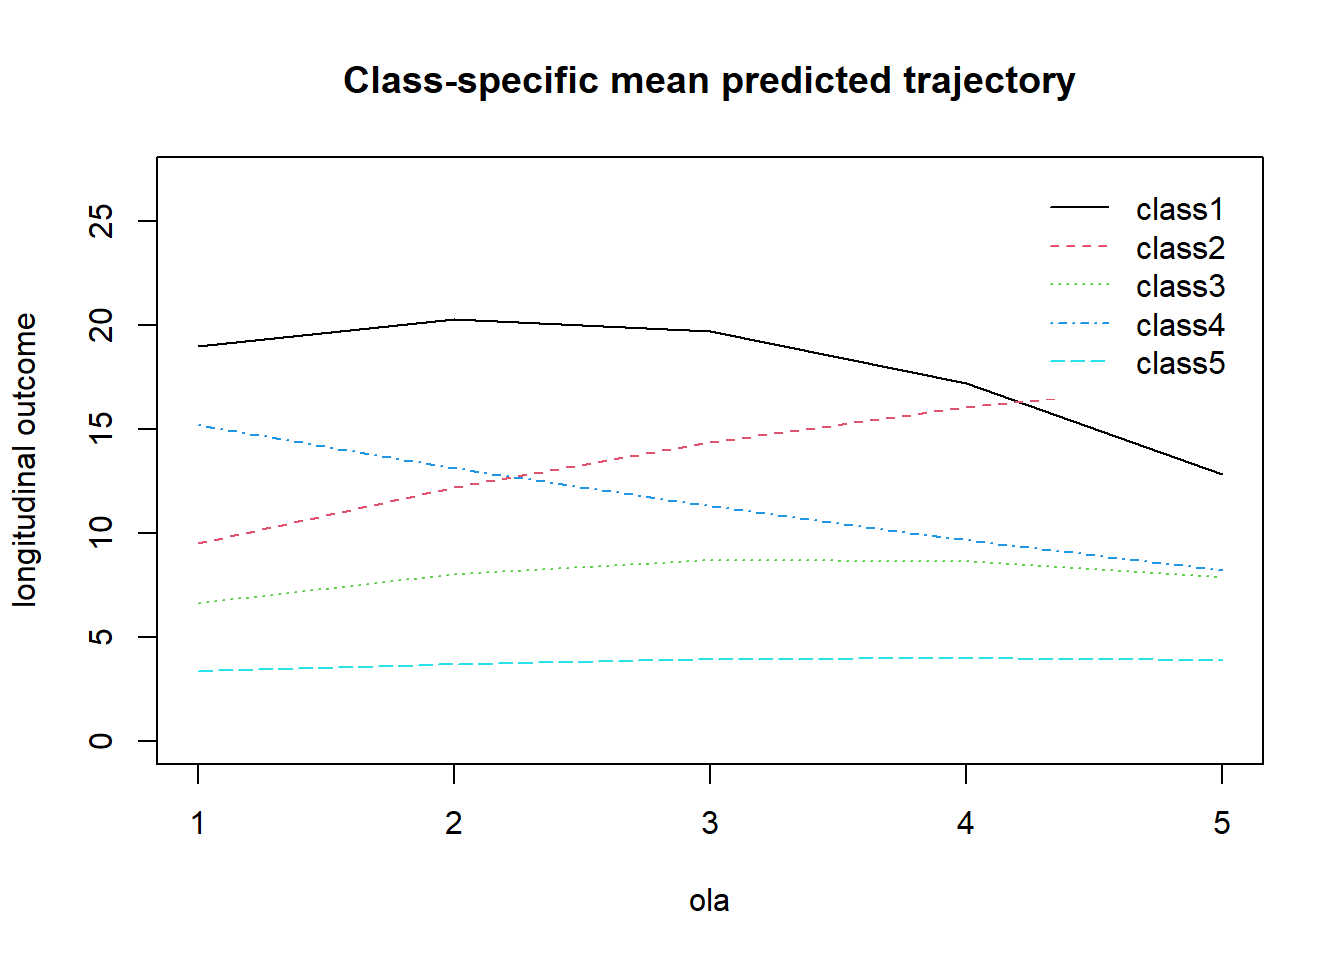 Class-specific mean predicted trajectory
longitudinal outcome
25
20
15
10
5
0
class1
class2
class3
class4
class5
1 2 3 4 5
ola